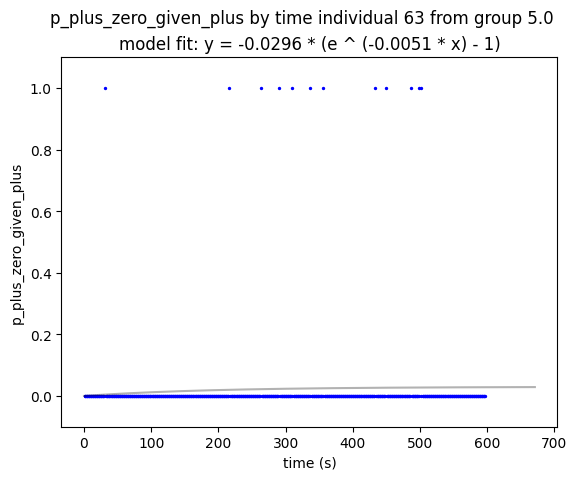 p_plus_zero_given_plus by time individual 63 from group 5.0
model fit: y = -0.0296 * (e ^ (-0.0051 * x) - 1)
1.0
0.8
0.6
0.4
0.2
0.0
p_plus_zero_given_plus
0 100 200 300 400 500 600 700
time (s)